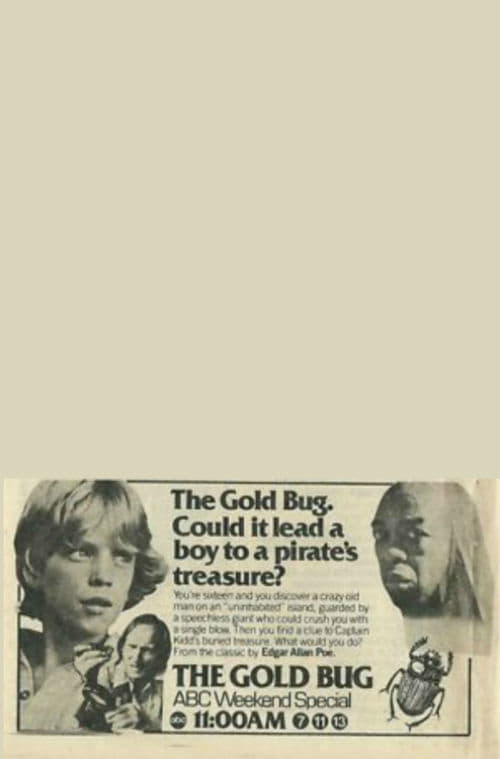 The Gold Bug.
Could it lead a
boy to a pirate's
treasure?
You're sixteen and you discover a crazy old
man on an "uninhabited" island, guarded by
a speechless giant who could crush you with
a single blow. Then you find a clue to Captain
Kidd's buried treasure. What would you do?
From the classic by Edgar Allan Poe.
THE GOLD BUG
ABC Weekend Special
abc 11:00AM 7 11 13